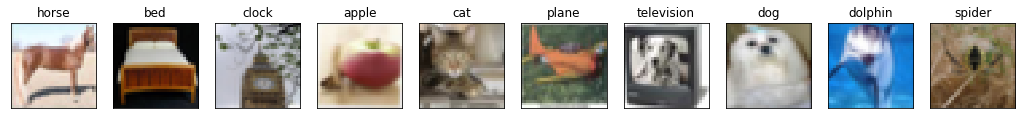 horse bed clock apple cat plane television dog dolphin spider